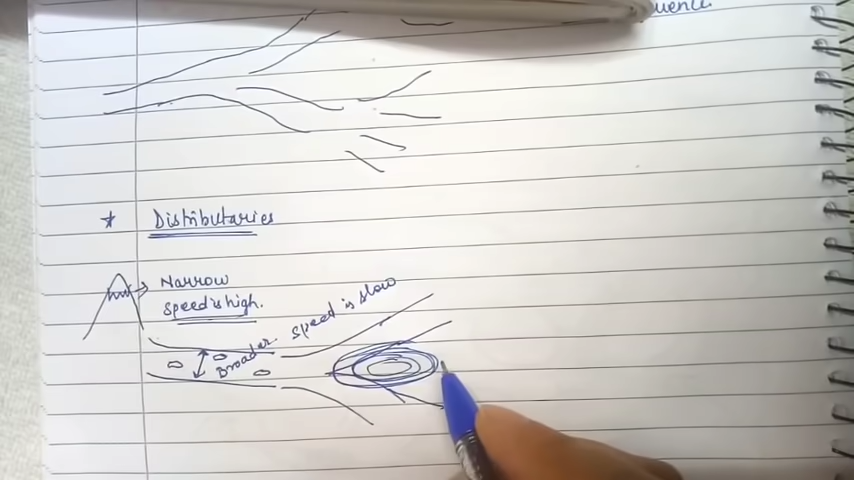 ★ Distributaries
Narrow
speed is high.
Broader. speed is slow